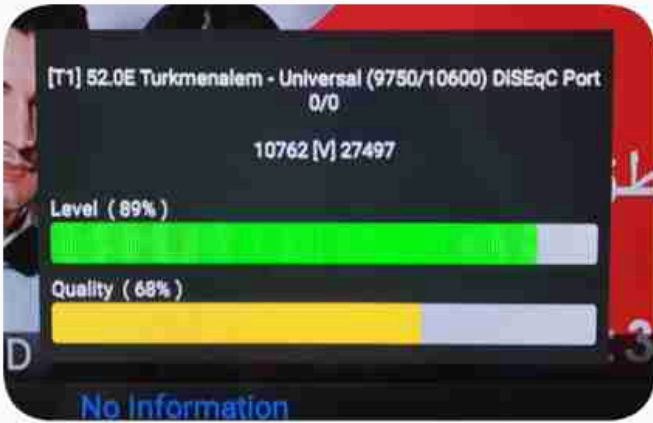 [T1] 52.0E Turkmenalem - Universal (9750/10600) DiSEqC Port
0/0
10762 [V] 27497
Level ( 89% )
Quality ( 68% )
D
: 3
No Information